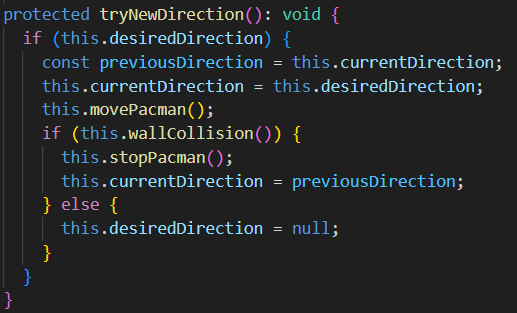 protected tryNewDirection(): void {
  if (this.desiredDirection) {
    const previousDirection = this.currentDirection;
    this.currentDirection = this.desiredDirection;
    this.movePacman();
    if (this.wallCollision()) {
      this.stopPacman();
      this.currentDirection = previousDirection;
    } else {
      this.desiredDirection = null;
    }
  }
}